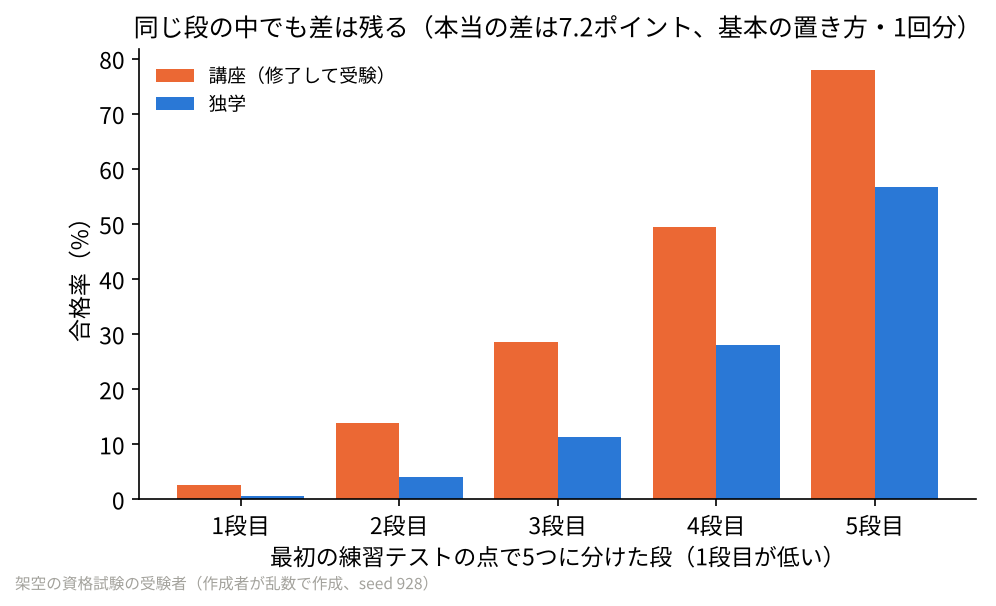 同じ段の中でも差は残る（本当の差は7.2ポイント、基本の置き方・1回分）
講座（修了して受験）
独学
合格率（%）
80
70
60
50
40
30
20
10
0
1段目
2段目
3段目
4段目
5段目
最初の練習テストの点で5つに分けた段（1段目が低い）
架空の資格試験の受験者（作成者が乱数で作成、seed 928）